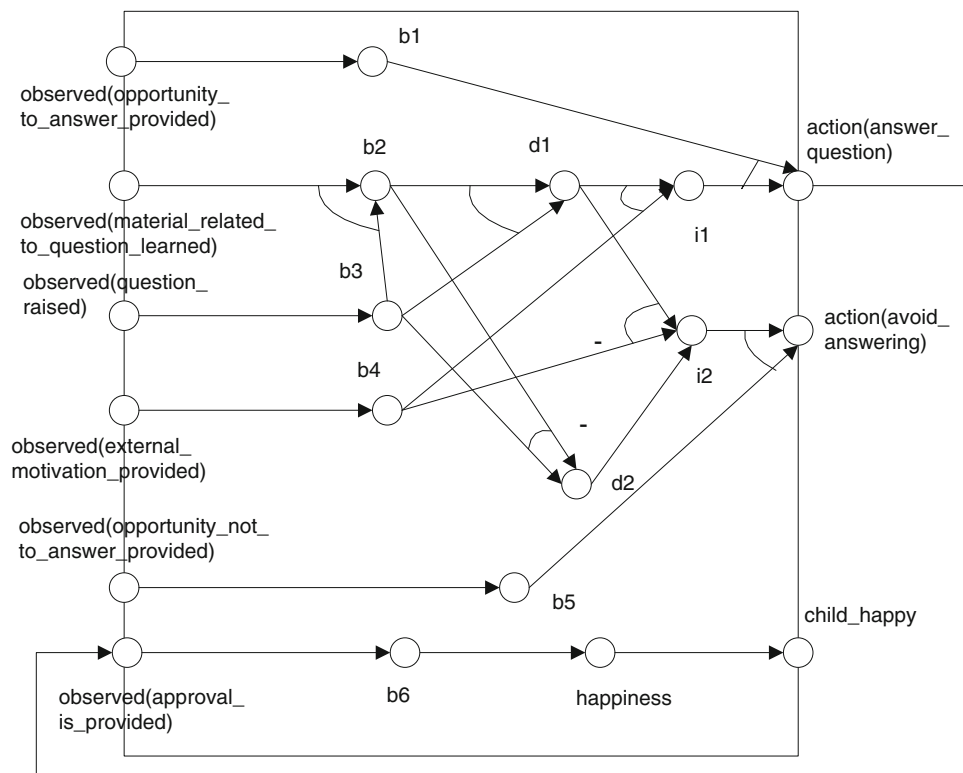 b1
observed(opportunity_
to_answer_provided)
action(answer_
question)
b2
d1
observed(material_related_
to_question_learned)
i1
b3
observed(question_
raised)
action(avoid_
answering)
-
i2
b4
-
observed(external_
motivation_provided)
d2
observed(opportunity_not_
to_answer_provided)
b5
child_happy
observed(approval_
is_provided)
b6
happiness